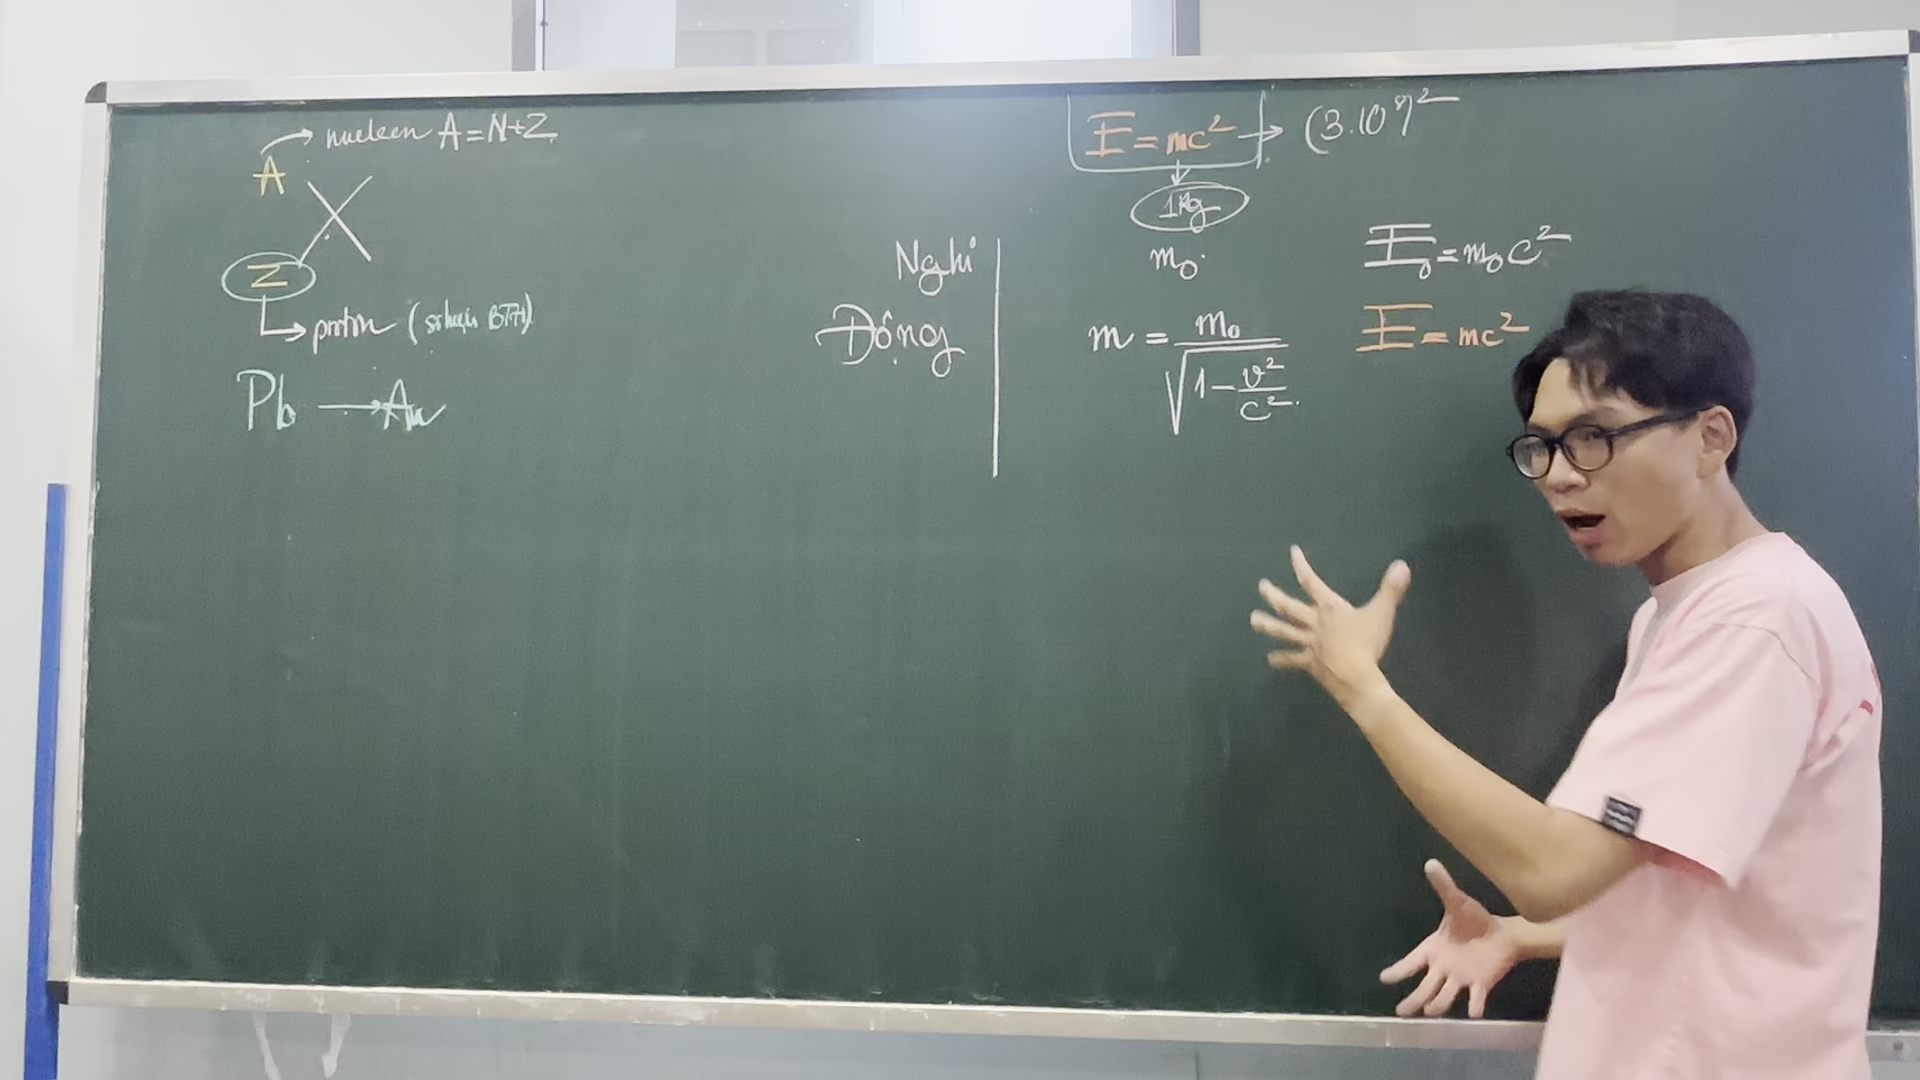 nucleon A = N+Z
A
X
Z
proton (số hiệu BTH)
Pb → Au
E = mc² → (3.10⁸)²
1kg
Nghỉ m₀ E₀ = m₀c²
Động m = m₀ / √(1 - v²/c²) E = mc²